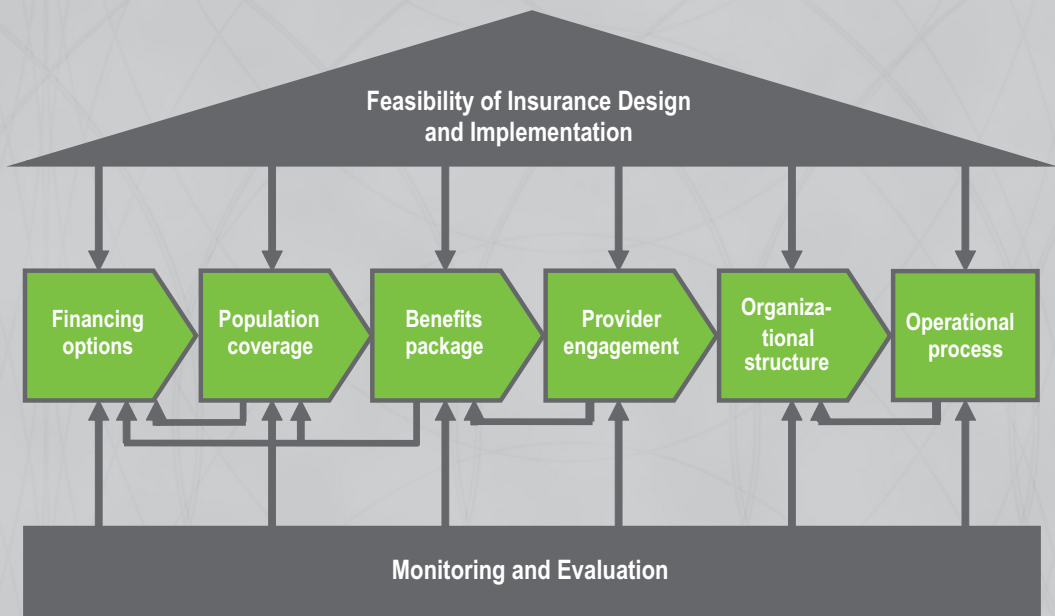 Feasibility of Insurance Design
and Implementation
Financing
options
Population
coverage
Benefits
package
Provider
engagement
Organiza-
tional
structure
Operational
process
Monitoring and Evaluation